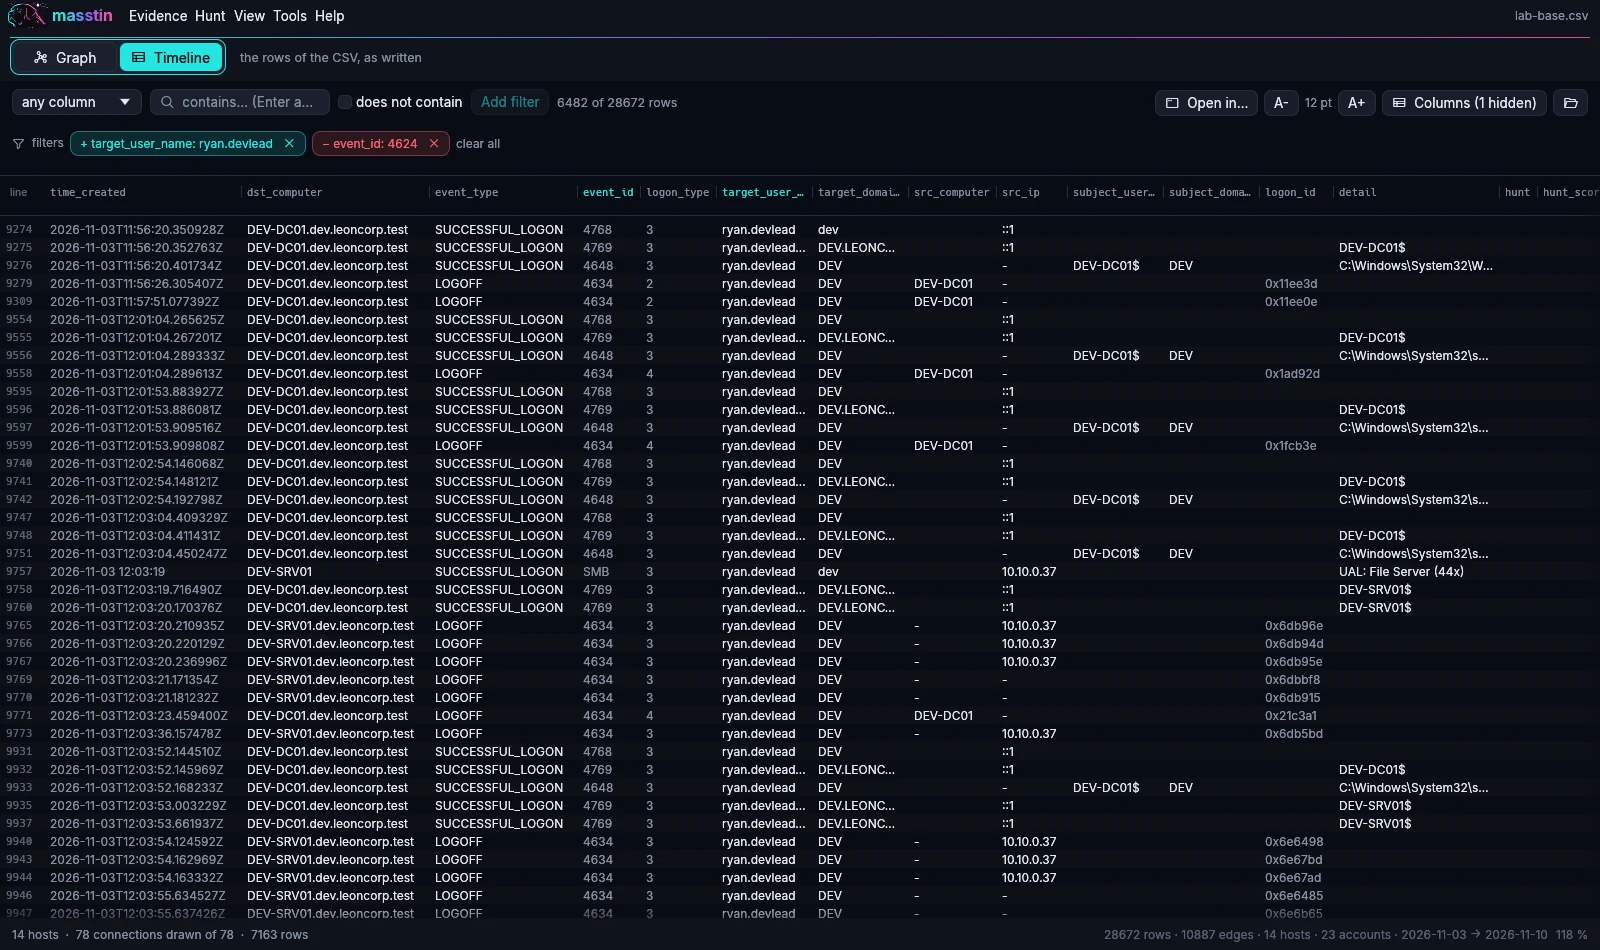 masstin Evidence Hunt View Tools Help lab-base.csv
Graph Timeline the rows of the CSV, as written
any column contains... (Enter a... does not contain Add filter 6482 of 28672 rows Open in... A- 12 pt A+ Columns (1 hidden)
filters + target_user_name: ryan.devlead × − event_id: 4624 × clear all
line time_created dst_computer event_type event_id logon_type target_user_… target_domai… src_computer src_ip subject_user… subject_doma… logon_id detail hunt hunt_scor
9274 2026-11-03T11:56:20.350928Z DEV-DC01.dev.leoncorp.test SUCCESSFUL_LOGON 4768 3 ryan.devlead dev ::1
9275 2026-11-03T11:56:20.352763Z DEV-DC01.dev.leoncorp.test SUCCESSFUL_LOGON 4769 3 ryan.devlead... DEV.LEONC... ::1 DEV-DC01$
9276 2026-11-03T11:56:20.401734Z DEV-DC01.dev.leoncorp.test SUCCESSFUL_LOGON 4648 3 ryan.devlead DEV - DEV-DC01$ DEV C:\Windows\System32\W...
9279 2026-11-03T11:56:26.305407Z DEV-DC01.dev.leoncorp.test LOGOFF 4634 2 ryan.devlead DEV DEV-DC01 - 0x11ee3d
9309 2026-11-03T11:57:51.077392Z DEV-DC01.dev.leoncorp.test LOGOFF 4634 2 ryan.devlead DEV DEV-DC01 - 0x11ee0e
9554 2026-11-03T12:01:04.265625Z DEV-DC01.dev.leoncorp.test SUCCESSFUL_LOGON 4768 3 ryan.devlead DEV ::1
9555 2026-11-03T12:01:04.267201Z DEV-DC01.dev.leoncorp.test SUCCESSFUL_LOGON 4769 3 ryan.devlead... DEV.LEONC... ::1 DEV-DC01$
9556 2026-11-03T12:01:04.289333Z DEV-DC01.dev.leoncorp.test SUCCESSFUL_LOGON 4648 3 ryan.devlead DEV - DEV-DC01$ DEV C:\Windows\System32\s...
9558 2026-11-03T12:01:04.289613Z DEV-DC01.dev.leoncorp.test LOGOFF 4634 4 ryan.devlead DEV DEV-DC01 - 0x1ad92d
9595 2026-11-03T12:01:53.883927Z DEV-DC01.dev.leoncorp.test SUCCESSFUL_LOGON 4768 3 ryan.devlead DEV ::1
9596 2026-11-03T12:01:53.886081Z DEV-DC01.dev.leoncorp.test SUCCESSFUL_LOGON 4769 3 ryan.devlead... DEV.LEONC... ::1 DEV-DC01$
9597 2026-11-03T12:01:53.909516Z DEV-DC01.dev.leoncorp.test SUCCESSFUL_LOGON 4648 3 ryan.devlead DEV - DEV-DC01$ DEV C:\Windows\System32\s...
9599 2026-11-03T12:01:53.909808Z DEV-DC01.dev.leoncorp.test LOGOFF 4634 4 ryan.devlead DEV DEV-DC01 - 0x1fcb3e
9740 2026-11-03T12:02:54.146068Z DEV-DC01.dev.leoncorp.test SUCCESSFUL_LOGON 4768 3 ryan.devlead DEV ::1
9741 2026-11-03T12:02:54.148121Z DEV-DC01.dev.leoncorp.test SUCCESSFUL_LOGON 4769 3 ryan.devlead... DEV.LEONC... ::1 DEV-DC01$
9742 2026-11-03T12:02:54.192798Z DEV-DC01.dev.leoncorp.test SUCCESSFUL_LOGON 4648 3 ryan.devlead DEV - DEV-DC01$ DEV C:\Windows\System32\s...
9747 2026-11-03T12:03:04.409329Z DEV-DC01.dev.leoncorp.test SUCCESSFUL_LOGON 4768 3 ryan.devlead DEV ::1
9748 2026-11-03T12:03:04.411431Z DEV-DC01.dev.leoncorp.test SUCCESSFUL_LOGON 4769 3 ryan.devlead... DEV.LEONC... ::1 DEV-DC01$
9751 2026-11-03T12:03:04.450247Z DEV-DC01.dev.leoncorp.test SUCCESSFUL_LOGON 4648 3 ryan.devlead DEV - DEV-DC01$ DEV C:\Windows\System32\s...
9757 2026-11-03 12:03:19 DEV-SRV01 SUCCESSFUL_LOGON SMB 3 ryan.devlead dev 10.10.0.37 UAL: File Server (44x)
9758 2026-11-03T12:03:19.716490Z DEV-DC01.dev.leoncorp.test SUCCESSFUL_LOGON 4769 3 ryan.devlead... DEV.LEONC... ::1 DEV-SRV01$
9760 2026-11-03T12:03:20.170376Z DEV-DC01.dev.leoncorp.test SUCCESSFUL_LOGON 4769 3 ryan.devlead... DEV.LEONC... ::1 DEV-SRV01$
9765 2026-11-03T12:03:20.210935Z DEV-SRV01.dev.leoncorp.test LOGOFF 4634 3 ryan.devlead DEV - 10.10.0.37 0x6db96e
9766 2026-11-03T12:03:20.220129Z DEV-SRV01.dev.leoncorp.test LOGOFF 4634 3 ryan.devlead DEV - 10.10.0.37 0x6db94d
9767 2026-11-03T12:03:20.236996Z DEV-SRV01.dev.leoncorp.test LOGOFF 4634 3 ryan.devlead DEV - 10.10.0.37 0x6db95e
9769 2026-11-03T12:03:21.171354Z DEV-SRV01.dev.leoncorp.test LOGOFF 4634 3 ryan.devlead DEV - - 0x6dbbf8
9770 2026-11-03T12:03:21.181232Z DEV-SRV01.dev.leoncorp.test LOGOFF 4634 3 ryan.devlead DEV - - 0x6db915
9771 2026-11-03T12:03:23.459400Z DEV-DC01.dev.leoncorp.test LOGOFF 4634 4 ryan.devlead DEV DEV-DC01 - 0x21c3a1
9773 2026-11-03T12:03:36.157478Z DEV-SRV01.dev.leoncorp.test LOGOFF 4634 3 ryan.devlead DEV - 10.10.0.37 0x6db5bd
9931 2026-11-03T12:03:52.144510Z DEV-DC01.dev.leoncorp.test SUCCESSFUL_LOGON 4768 3 ryan.devlead DEV ::1
9932 2026-11-03T12:03:52.145969Z DEV-DC01.dev.leoncorp.test SUCCESSFUL_LOGON 4769 3 ryan.devlead... DEV.LEONC... ::1 DEV-DC01$
9933 2026-11-03T12:03:52.168233Z DEV-DC01.dev.leoncorp.test SUCCESSFUL_LOGON 4648 3 ryan.devlead DEV - DEV-DC01$ DEV C:\Windows\System32\s...
9935 2026-11-03T12:03:53.003229Z DEV-DC01.dev.leoncorp.test SUCCESSFUL_LOGON 4769 3 ryan.devlead... DEV.LEONC... ::1 DEV-SRV01$
9937 2026-11-03T12:03:53.661937Z DEV-DC01.dev.leoncorp.test SUCCESSFUL_LOGON 4769 3 ryan.devlead... DEV.LEONC... ::1 DEV-SRV01$
9940 2026-11-03T12:03:54.124592Z DEV-SRV01.dev.leoncorp.test LOGOFF 4634 3 ryan.devlead DEV - 10.10.0.37 0x6e6498
9943 2026-11-03T12:03:54.162969Z DEV-SRV01.dev.leoncorp.test LOGOFF 4634 3 ryan.devlead DEV - 10.10.0.37 0x6e67bd
9944 2026-11-03T12:03:54.163332Z DEV-SRV01.dev.leoncorp.test LOGOFF 4634 3 ryan.devlead DEV - 10.10.0.37 0x6e67ad
9946 2026-11-03T12:03:55.634527Z DEV-SRV01.dev.leoncorp.test LOGOFF 4634 3 ryan.devlead DEV - - 0x6e6485
9947 2026-11-03T12:03:55.637426Z DEV-SRV01.dev.leoncorp.test LOGOFF 4634 3 ryan.devlead DEV - - 0x6e6b65
14 hosts · 78 connections drawn of 78 · 7163 rows 28672 rows · 10887 edges · 14 hosts · 23 accounts · 2026-11-03 → 2026-11-10 118 %